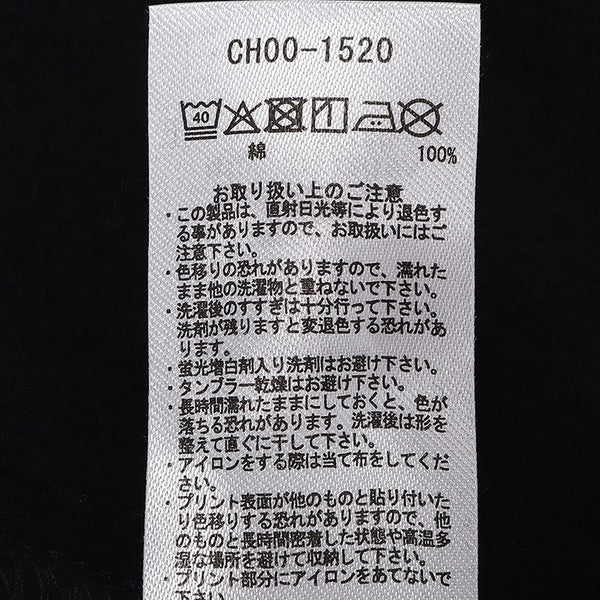 CH00-1520
40
綿 100%
お取り扱い上のご注意
・この製品は、直射日光等により退色す
る事がありますので、お取扱いにはご
注意下さい。
・色移りの恐れがありますので、濡れた
まま他の洗濯物と重ねないで下さい。
・洗濯後のすすぎは十分行って下さい。
洗剤が残りますと変退色する恐れがあ
ります。
・蛍光増白剤入り洗剤はお避け下さい。
・タンブラー乾燥はお避け下さい。
・長時間濡れたままにしておくと、色が
落ちる恐れがあります。洗濯後は形を
整えて直ぐに干して下さい。
・アイロンをする際は当て布をしてくだ
さい。
・プリント表面が他のものと貼り付いた
り色移りする恐れがありますので、他
のものと長時間密着した状態や高温多
湿な場所を避けて収納して下さい。
・プリント部分にアイロンをあてないで
下さい